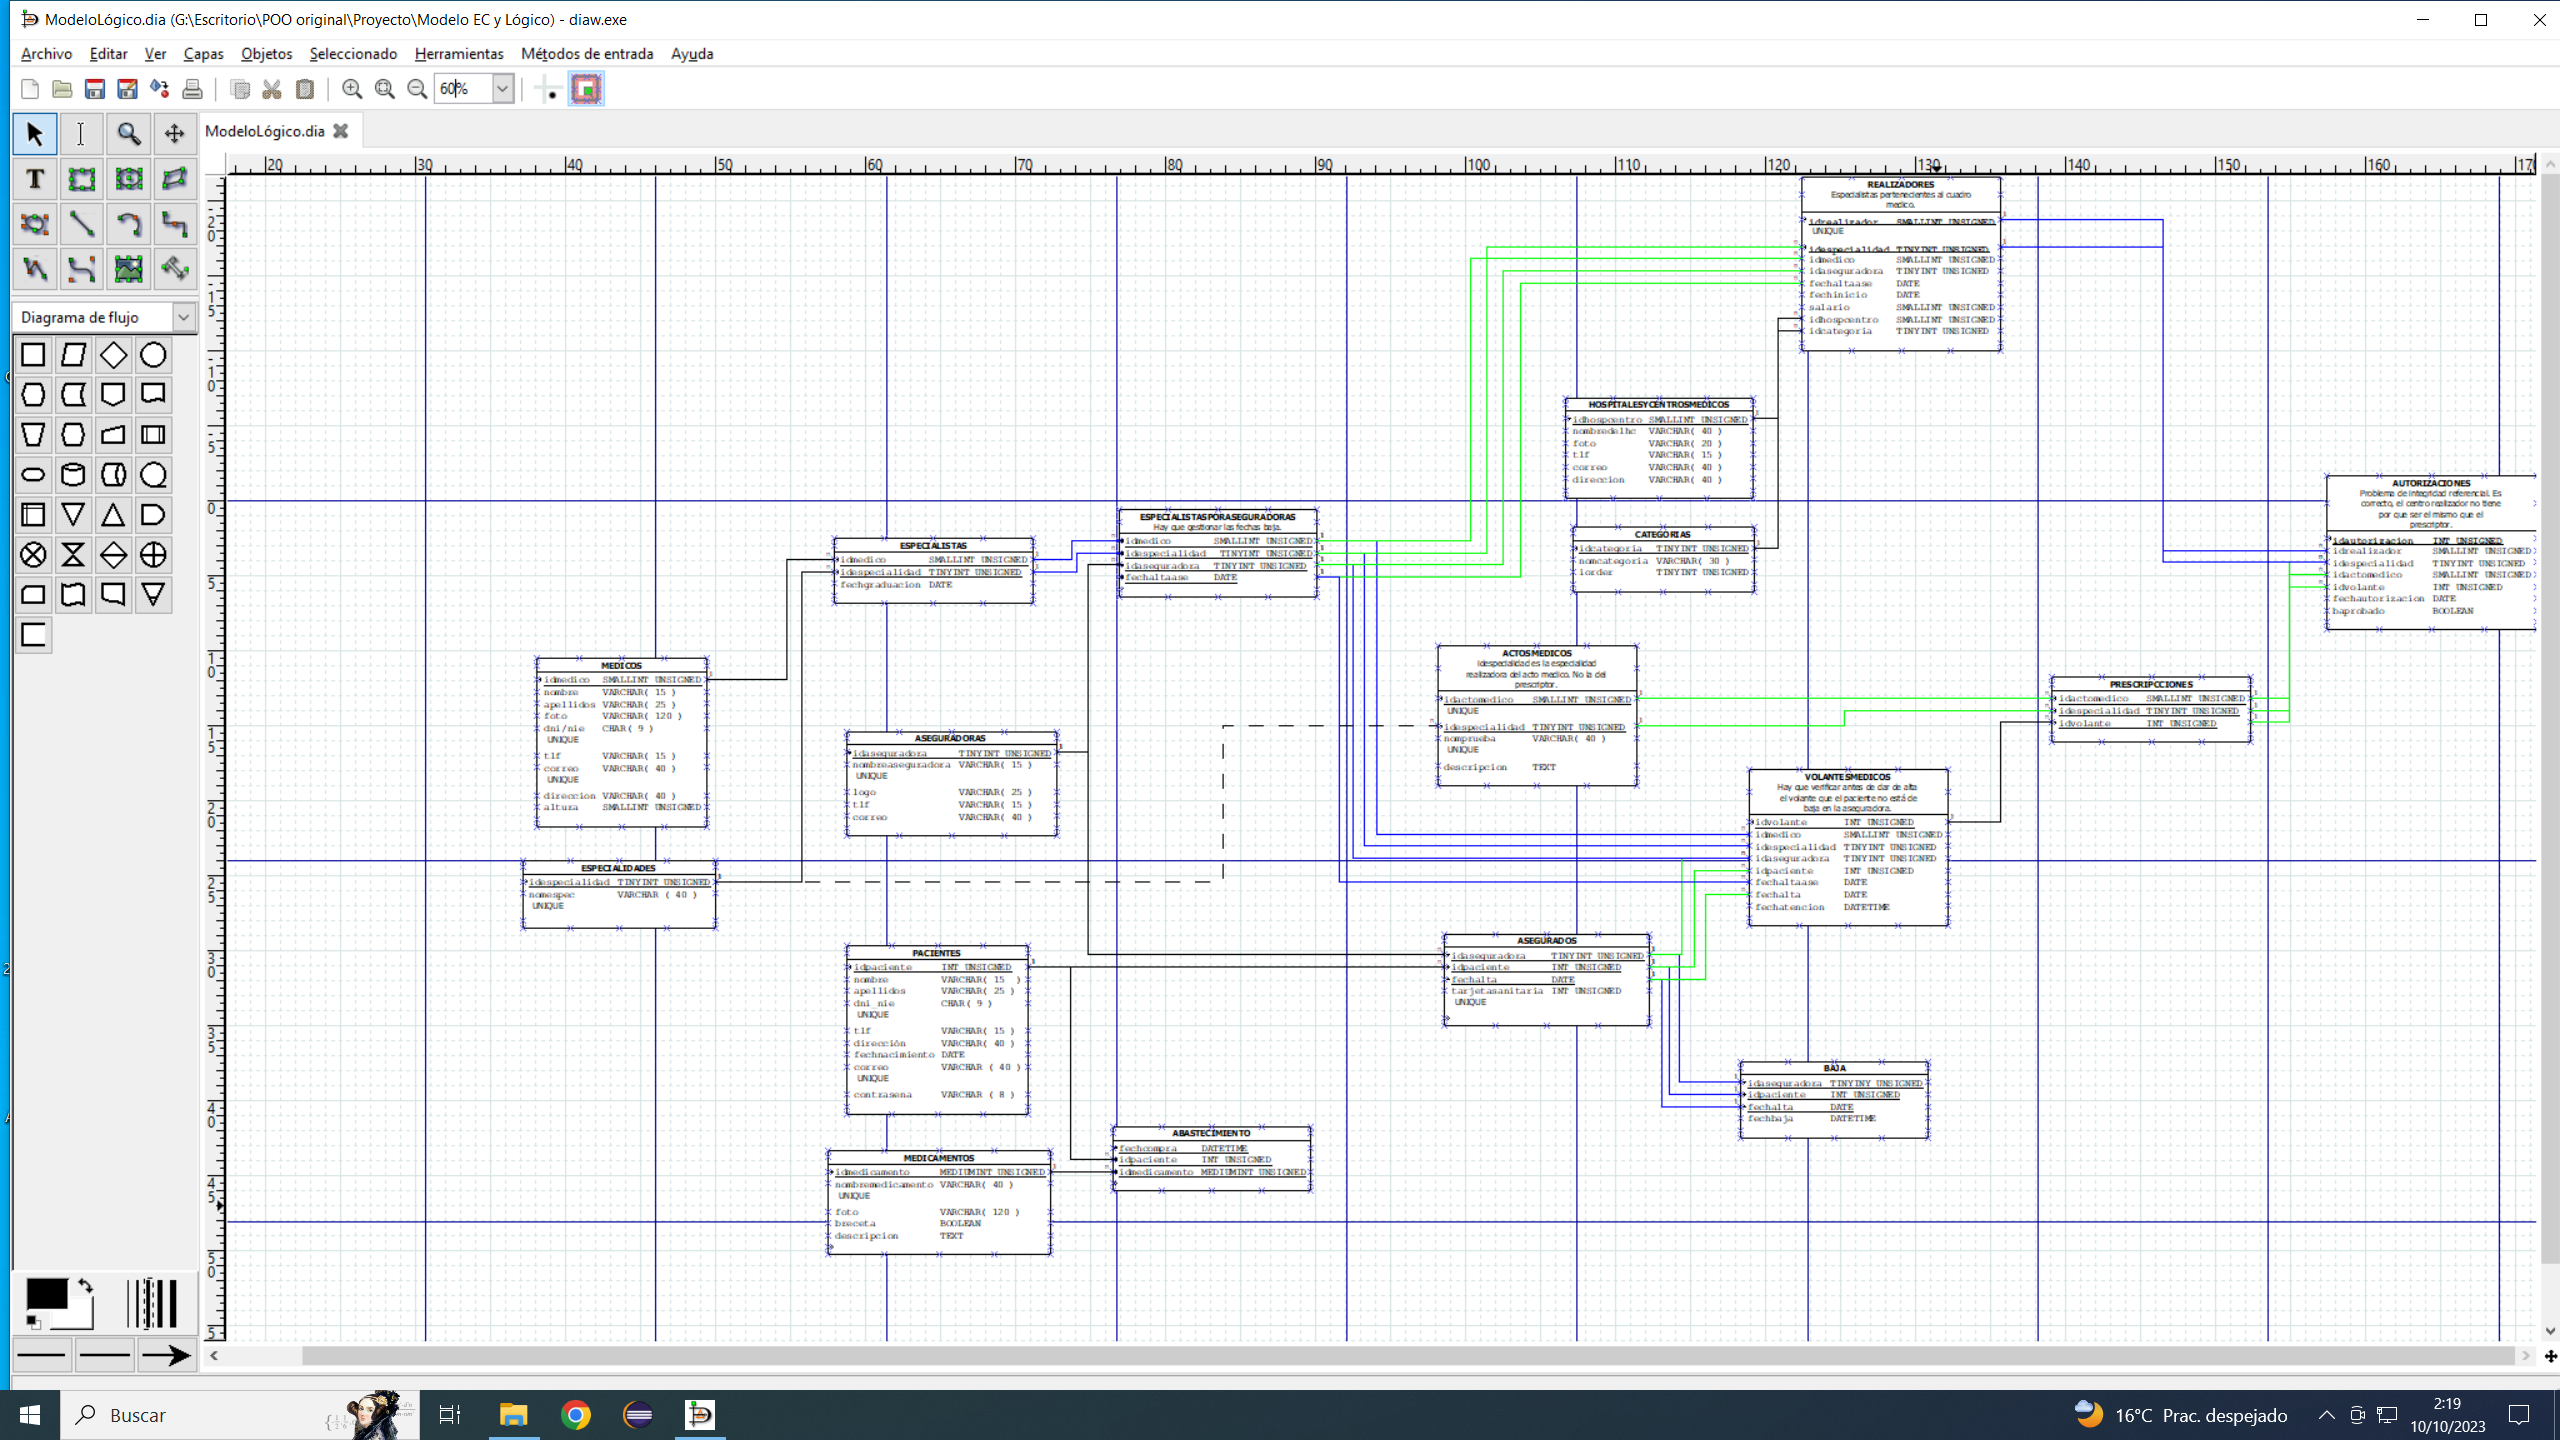 ModeloLógico.dia (G:\Escritorio\POO original\Proyecto\Modelo EC y Lógico) - diaw.exe
Archivo Editar Ver Capas Objetos Seleccionado Herramientas Métodos de entrada Ayuda
60%
ModeloLógico.dia
20 30 40 50 60 70 80 90 100 110 120 130 140 150 160 170
T
Diagrama de flujo
REALIZADORES
Especialistas pertenecientes al cuadro
medico.
idrealizador SMALLINT UNSIGNED
UNIQUE
idespecialidad TINYINT UNSIGNED
idmedico SMALLINT UNSIGNED
idaseguradora TINYINT UNSIGNED
fechaltaase DATE
fechinicio DATE
salario SMALLINT UNSIGNED
idhospcentro SMALLINT UNSIGNED
idcategoria TINYINT UNSIGNED
HOSPITALESYCENTROSMEDICOS
idhospcentro SMALLINT UNSIGNED
nombredelhc VARCHAR( 40 )
foto VARCHAR( 20 )
tlf VARCHAR( 15 )
correo VARCHAR( 40 )
direccion VARCHAR( 40 )
AUTORIZACIONES
Problema de integridad referencial. Es
correcto, el centro realizador no tiene
por que ser el mismo que el
prescriptor.
idautorizacion INT UNSIGNED
idrealizador SMALLINT UNSIGNED
idespecialidad TINYINT UNSIGNED
idactomedico SMALLINT UNSIGNED
idvolante INT UNSIGNED
fechautorizacion DATE
baprobado BOOLEAN
ESPECIALISTASPORASEGURADORAS
Hay que gestionar las fechas baja.
idmedico SMALLINT UNSIGNED
idespecialidad TINYINT UNSIGNED
idaseguradora TINYINT UNSIGNED
fechaltaase DATE
CATEGORIAS
idcategoria TINYINT UNSIGNED
nomcategoria VARCHAR( 30 )
iorder TINYINT UNSIGNED
ESPECIALISTAS
idmedico SMALLINT UNSIGNED
idespecialidad TINYINT UNSIGNED
fechgraduacion DATE
ACTOSMEDICOS
Idespecialidad es la especialidad
realizadora del acto medico. No la del
prescriptor.
idactomedico SMALLINT UNSIGNED
UNIQUE
idespecialidad TINYINT UNSIGNED
nomprueba VARCHAR( 40 )
UNIQUE
descripcion TEXT
MEDICOS
idmedico SMALLINT UNSIGNED
nombre VARCHAR( 15 )
apellidos VARCHAR( 25 )
foto VARCHAR( 120 )
dni/nie CHAR( 9 )
UNIQUE
tlf VARCHAR( 15 )
correo VARCHAR( 40 )
UNIQUE
direccion VARCHAR( 40 )
altura SMALLINT UNSIGNED
PRESCRIPCCIONES
idactomedico SMALLINT UNSIGNED
idespecialidad TINYINT UNSIGNED
idvolante INT UNSIGNED
ASEGURADORAS
idaseguradora TINYINT UNSIGNED
nombreaseguradora VARCHAR( 15 )
UNIQUE
logo VARCHAR( 25 )
tlf VARCHAR( 15 )
correo VARCHAR( 40 )
VOLANTESMEDICOS
Hay que verificar antes de dar de alta
el volante que el paciente no está de
baja en la aseguradora.
idvolante INT UNSIGNED
idmedico SMALLINT UNSIGNED
idespecialidad TINYINT UNSIGNED
idaseguradora TINYINT UNSIGNED
idpaciente INT UNSIGNED
fechaltaase DATE
fechalta DATE
fechatencion DATETIME
ESPECIALIDADES
idespecialidad TINYINT UNSIGNED
nomespec VARCHAR ( 40 )
UNIQUE
PACIENTES
idpaciente INT UNSIGNED
nombre VARCHAR( 15 )
apellidos VARCHAR( 25 )
dni_nie CHAR( 9 )
UNIQUE
tlf VARCHAR( 15 )
dirección VARCHAR( 40 )
fechnacimiento DATE
correo VARCHAR ( 40 )
UNIQUE
contrasena VARCHAR ( 8 )
ASEGURADOS
idaseguradora TINYINT UNSIGNED
idpaciente INT UNSIGNED
fechalta DATE
tarjetasanitaria INT UNSIGNED
UNIQUE
BAJA
idaseguradora TINYINY UNSIGNED
idpaciente INT UNSIGNED
fechalta DATE
fechbaja DATETIME
ABASTECIMIENTO
fechcompra DATETIME
idpaciente INT UNSIGNED
idmedicamento MEDIUMINT UNSIGNED
MEDICAMENTOS
idmedicamento MEDIUMINT UNSIGNED
nombremedicamento VARCHAR( 40 )
UNIQUE
foto VARCHAR( 120 )
breceta BOOLEAN
descripcion TEXT
Buscar
16°C Prac. despejado
2:19
10/10/2023